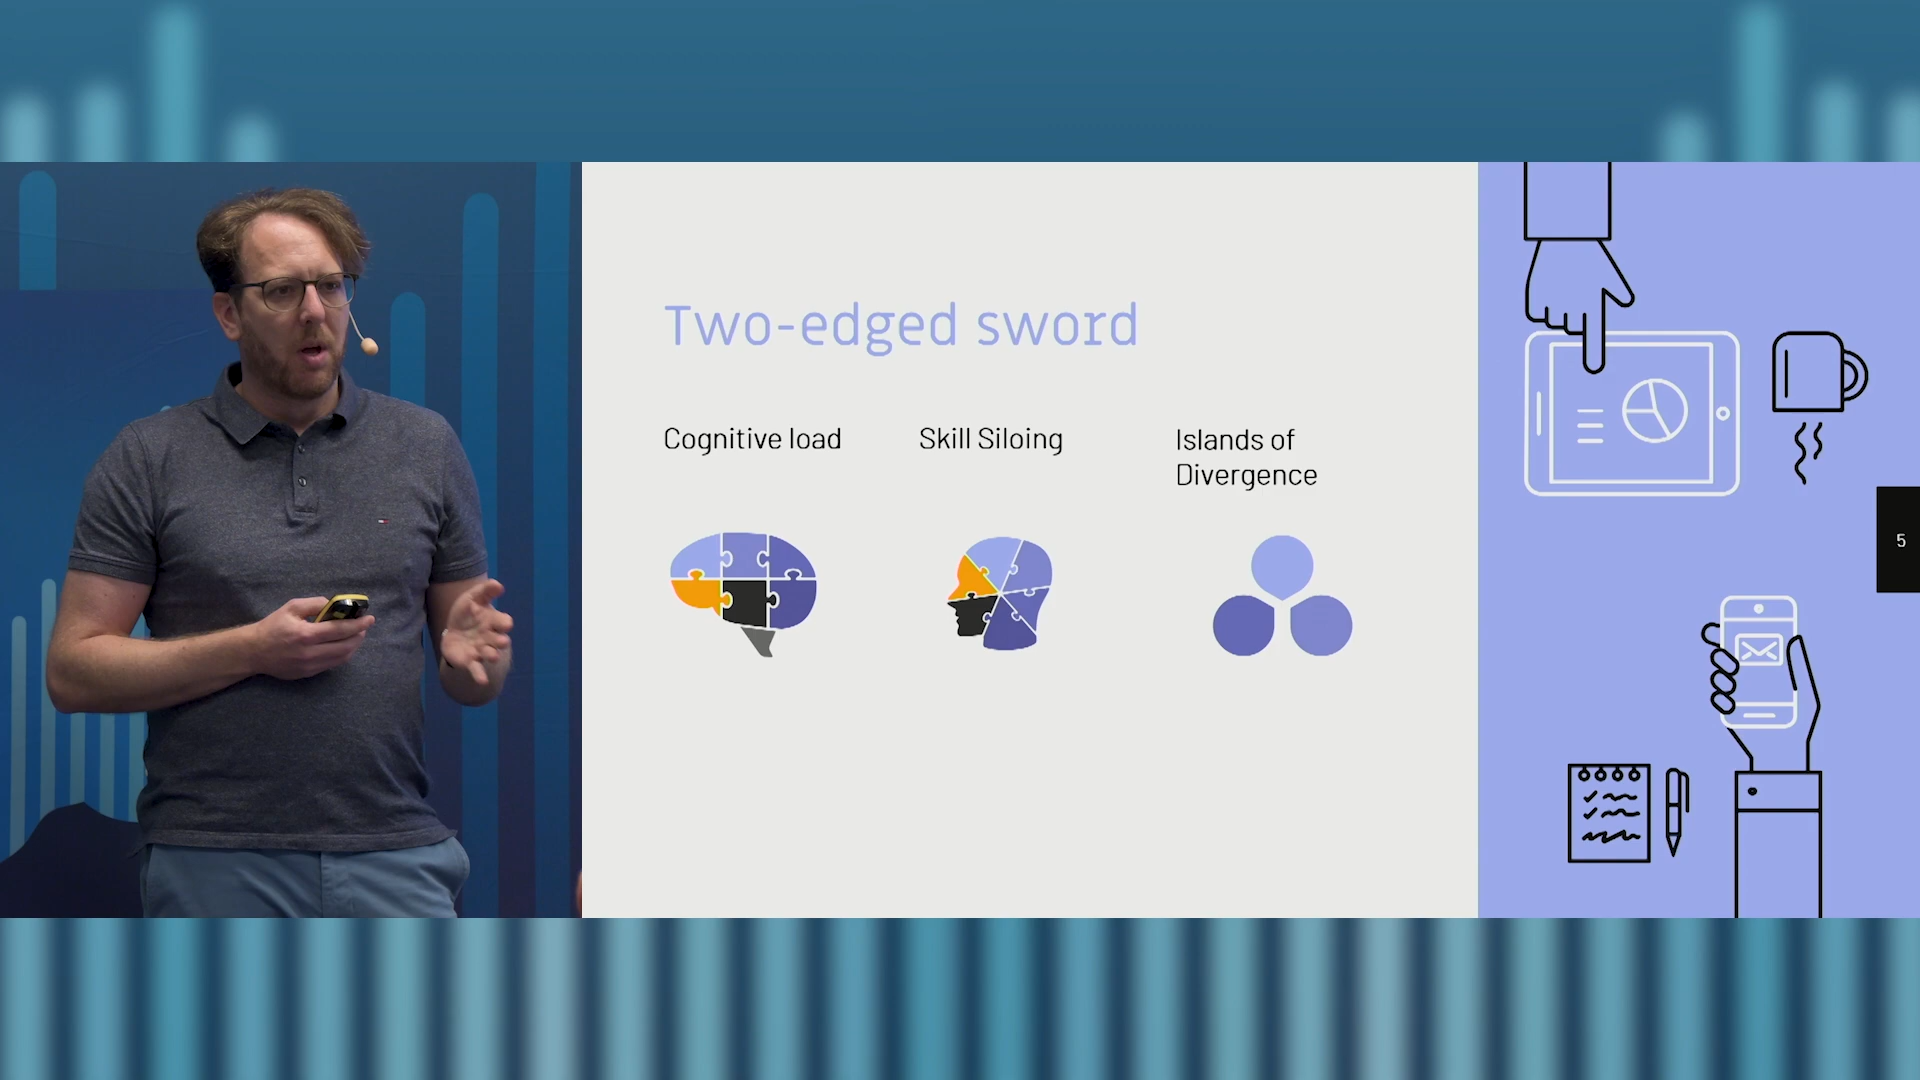 Two-edged sword
Cognitive load
Skill Siloing
Islands of
Divergence
5